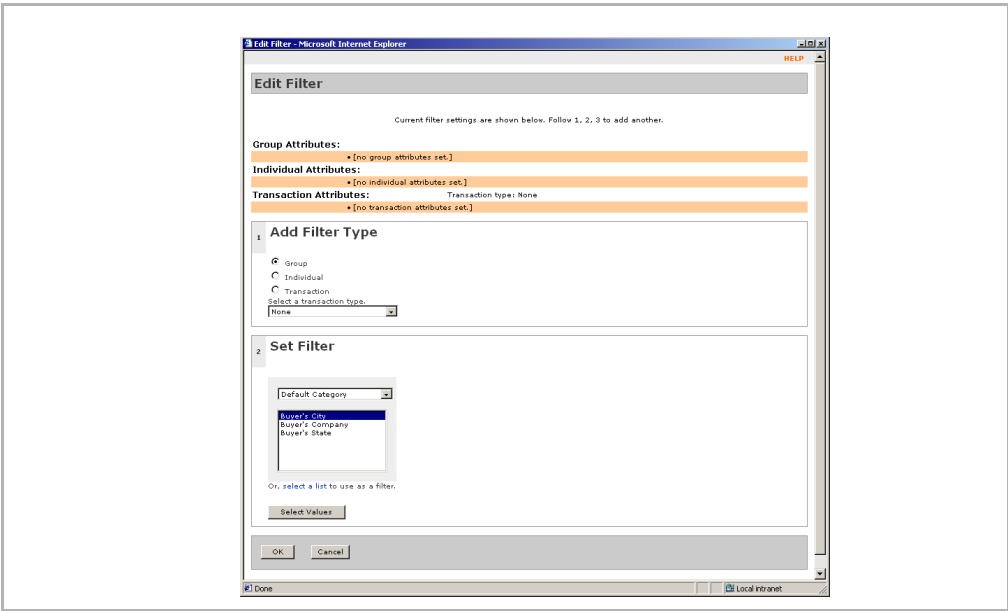 Edit Filter - Microsoft Internet Explorer
HELP
Edit Filter
Current filter settings are shown below. Follow 1, 2, 3 to add another.
Group Attributes:
• [no group attributes set.]
Individual Attributes:
• [no individual attributes set.]
Transaction Attributes: Transaction type: None
• [no transaction attributes set.]
1 Add Filter Type
Group
Individual
Transaction
Select a transaction type.
None
2 Set Filter
Default Category
Buyer's City
Buyer's Company
Buyer's State
Or, select a list to use as a filter.
Select Values
OK Cancel
Done Local intranet